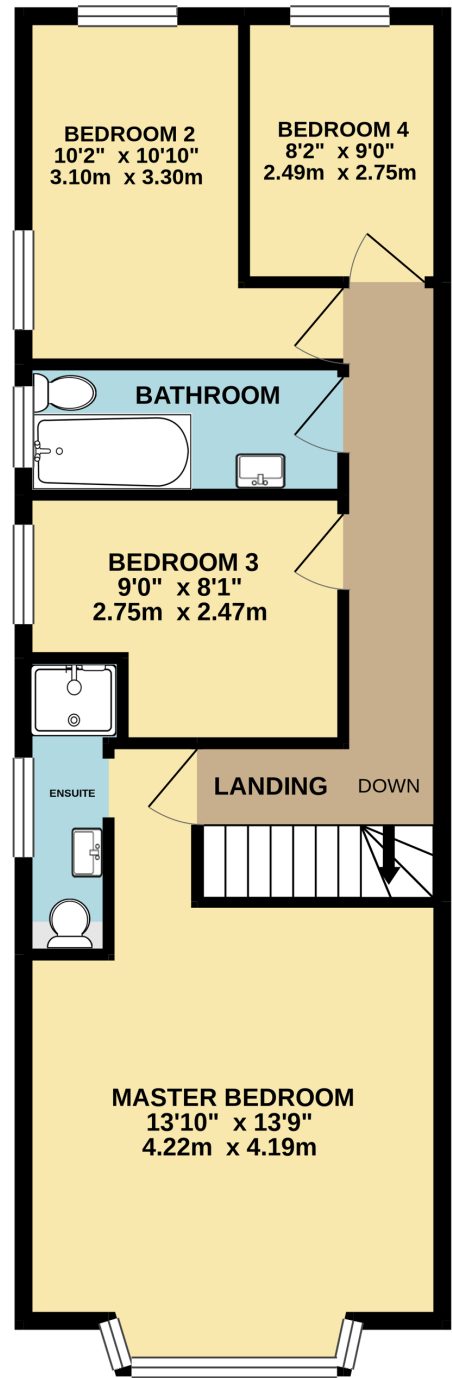 BEDROOM 2
10'2" x 10'10"
3.10m x 3.30m
BEDROOM 4
8'2" x 9'0"
2.49m x 2.75m
BATHROOM
BEDROOM 3
9'0" x 8'1"
2.75m x 2.47m
ENSUITE
LANDING
DOWN
MASTER BEDROOM
13'10" x 13'9"
4.22m x 4.19m